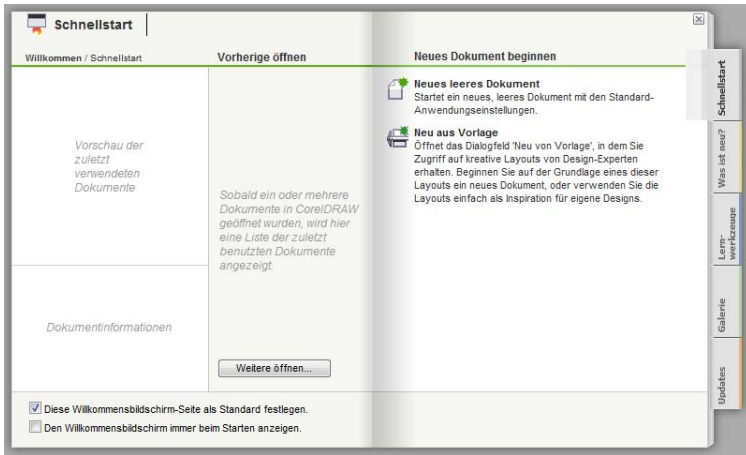 Schnellstart
Willkommen / Schnellstart
Vorherige öffnen
Neues Dokument beginnen
Vorschau der
zuletzt
verwendeten
Dokumente
Dokumentinformationen
Sobald ein oder mehrere
Dokumente in CorelDRAW
geöffnet wurden, wird hier
eine Liste der zuletzt
benutzten Dokumente
angezeigt.
Weitere öffnen...
Neues leeres Dokument
Startet ein neues, leeres Dokument mit den Standard-
Anwendungseinstellungen.
Neu aus Vorlage
Öffnet das Dialogfeld 'Neu von Vorlage', in dem Sie
Zugriff auf kreative Layouts von Design-Experten
erhalten. Beginnen Sie auf der Grundlage eines dieser
Layouts ein neues Dokument, oder verwenden Sie die
Layouts einfach als Inspiration für eigene Designs.
Schnellstart
Was ist neu?
Lern-
werkzeuge
Galerie
Updates
Diese Willkommensbildschirm-Seite als Standard festlegen.
Den Willkommensbildschirm immer beim Starten anzeigen.